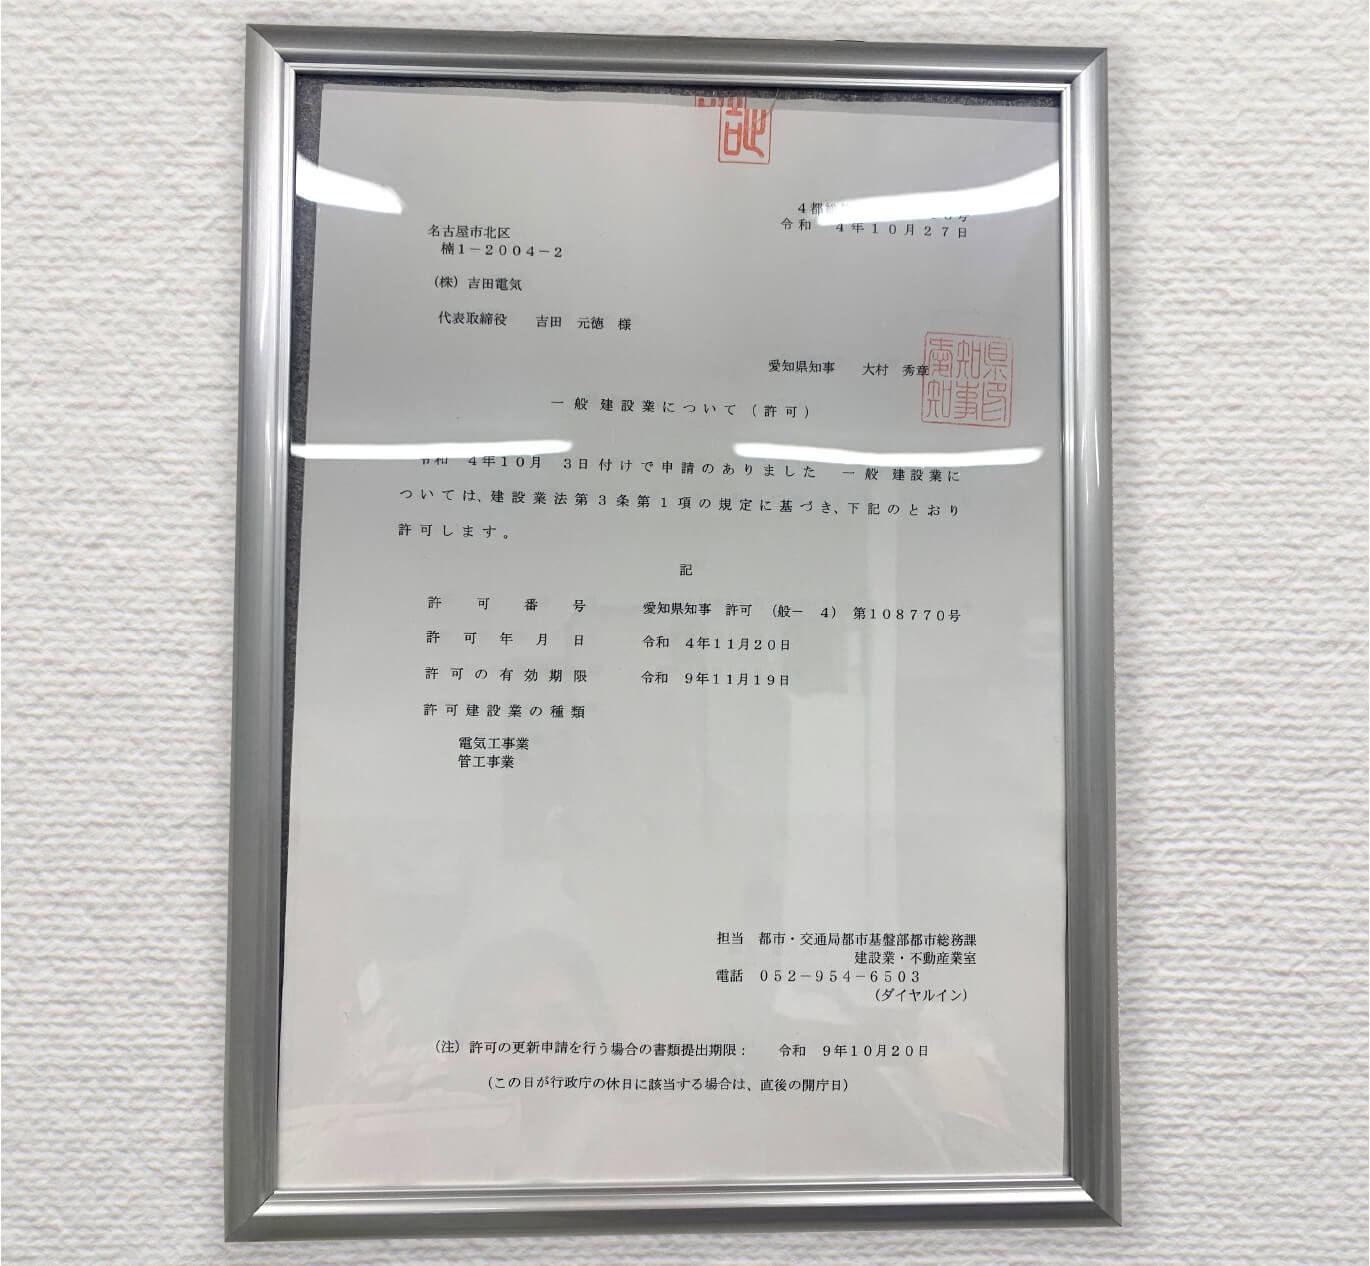 4都総
号
令和 4年10月27日
名古屋市北区
楠1－2004－2
(株) 吉田電気
代表取締役 吉田 元徳 様
愛知県知事 大村 秀章
愛知県知事印
一般 建設業について(許可)
令和 4年10月 3日付けで申請のありました 一般 建設業に
ついては、建設業法第3条第1項の規定に基づき、下記のとおり
許可します。
記
許可番号 愛知県知事 許可 (般－ 4) 第108770号
許可年月日 令和 4年11月20日
許可の有効期限 令和 9年11月19日
許可建設業の種類
電気工事業
管工事業
担当 都市・交通局都市基盤部都市総務課
建設業・不動産業室
電話 052－954－6503
(ダイヤルイン)
(注) 許可の更新申請を行う場合の書類提出期限： 令和 9年10月20日
(この日が行政庁の休日に該当する場合は、直後の開庁日)